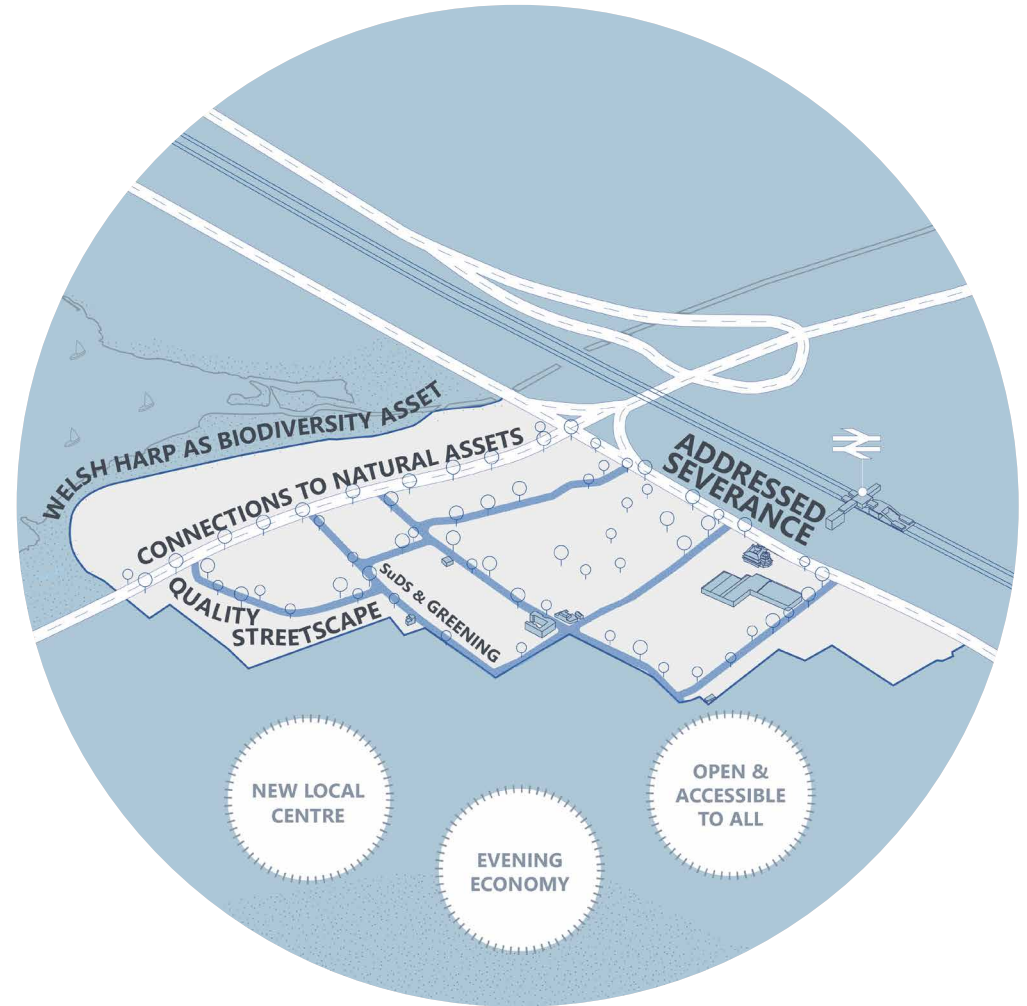 WELSH HARP AS BIODIVERSITY ASSET
CONNECTIONS TO NATURAL ASSETS
ADDRESSED
SEVERANCE
QUALITY
STREETSCAPE
SuDS & GREENING
NEW LOCAL
CENTRE
EVENING
ECONOMY
OPEN &
ACCESSIBLE
TO ALL